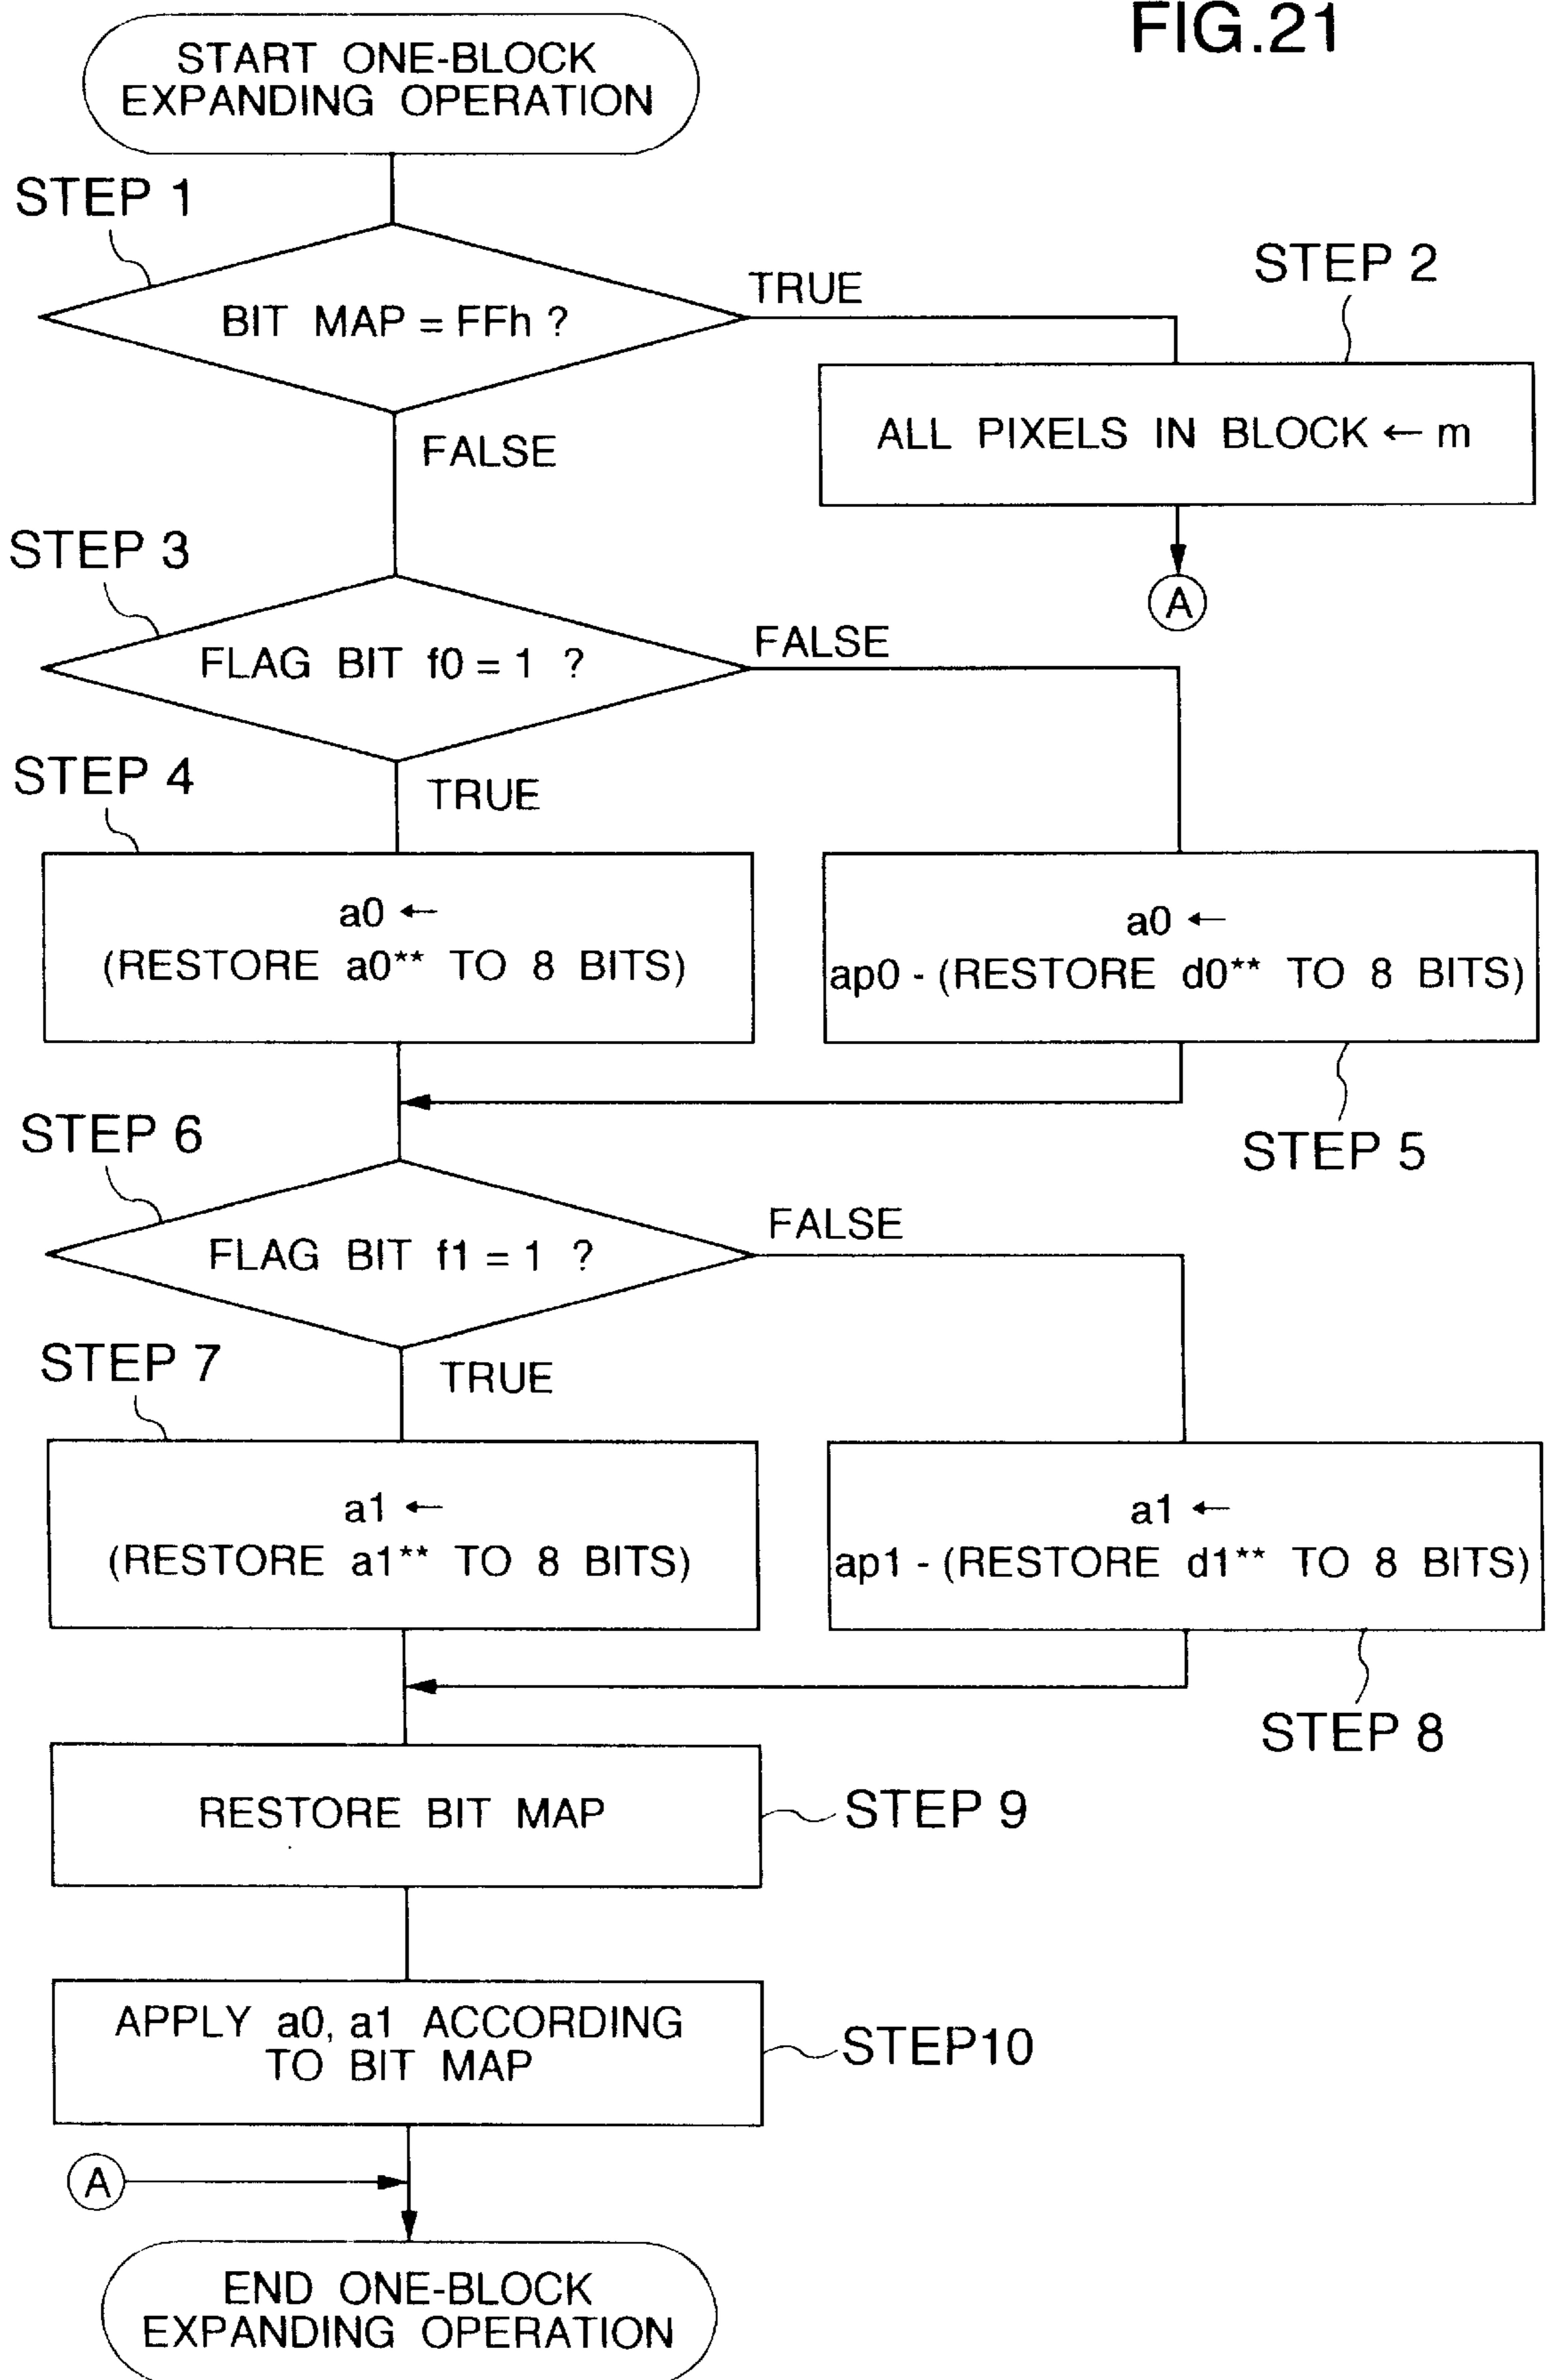 FIG.21
START ONE-BLOCK
EXPANDING OPERATION
STEP 1
BIT MAP = FFh ?
TRUE
STEP 2
ALL PIXELS IN BLOCK ← m
FALSE
A
STEP 3
FLAG BIT f0 = 1 ?
FALSE
STEP 4
TRUE
a0 ←
(RESTORE a0** TO 8 BITS)
a0 ←
ap0 - (RESTORE d0** TO 8 BITS)
STEP 5
STEP 6
FLAG BIT f1 = 1 ?
FALSE
STEP 7
TRUE
a1 ←
(RESTORE a1** TO 8 BITS)
a1 ←
ap1 - (RESTORE d1** TO 8 BITS)
STEP 8
RESTORE BIT MAP
STEP 9
APPLY a0, a1 ACCORDING
TO BIT MAP
STEP10
A
END ONE-BLOCK
EXPANDING OPERATION